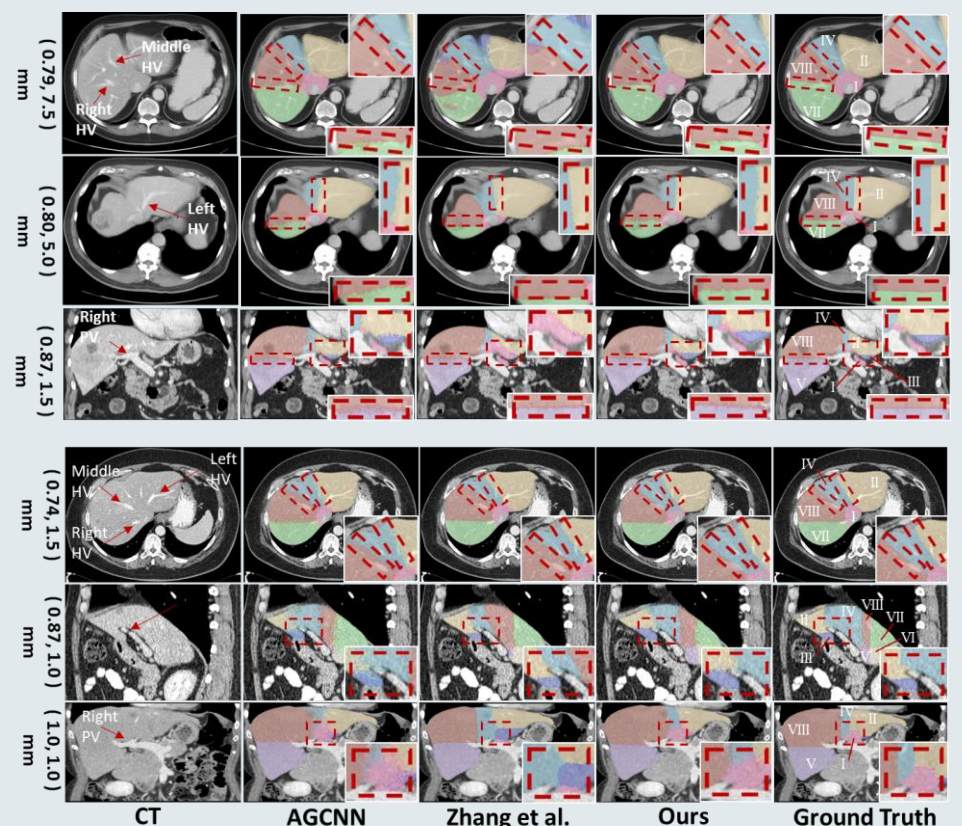 ( 0.79, 7.5 )
mm
Middle
HV
Right
HV
IV
II
VIII
I
VII
( 0.80, 5.0 )
mm
Left
HV
IV
II
VIII
I
VII
( 0.87, 1.5 )
mm
Right
PV
IV
VIII
II
V
I
III
( 0.74, 1.5 )
mm
Middle
HV
Left
HV
Right
HV
IV
II
VIII
I
VII
( 0.87, 1.0 )
mm
VIII
IV
VII
II
VI
III
V
( 1.0, 1.0 )
mm
Right
PV
IV
II
VIII
V
I
CT
AGCNN
Zhang et al.
Ours
Ground Truth